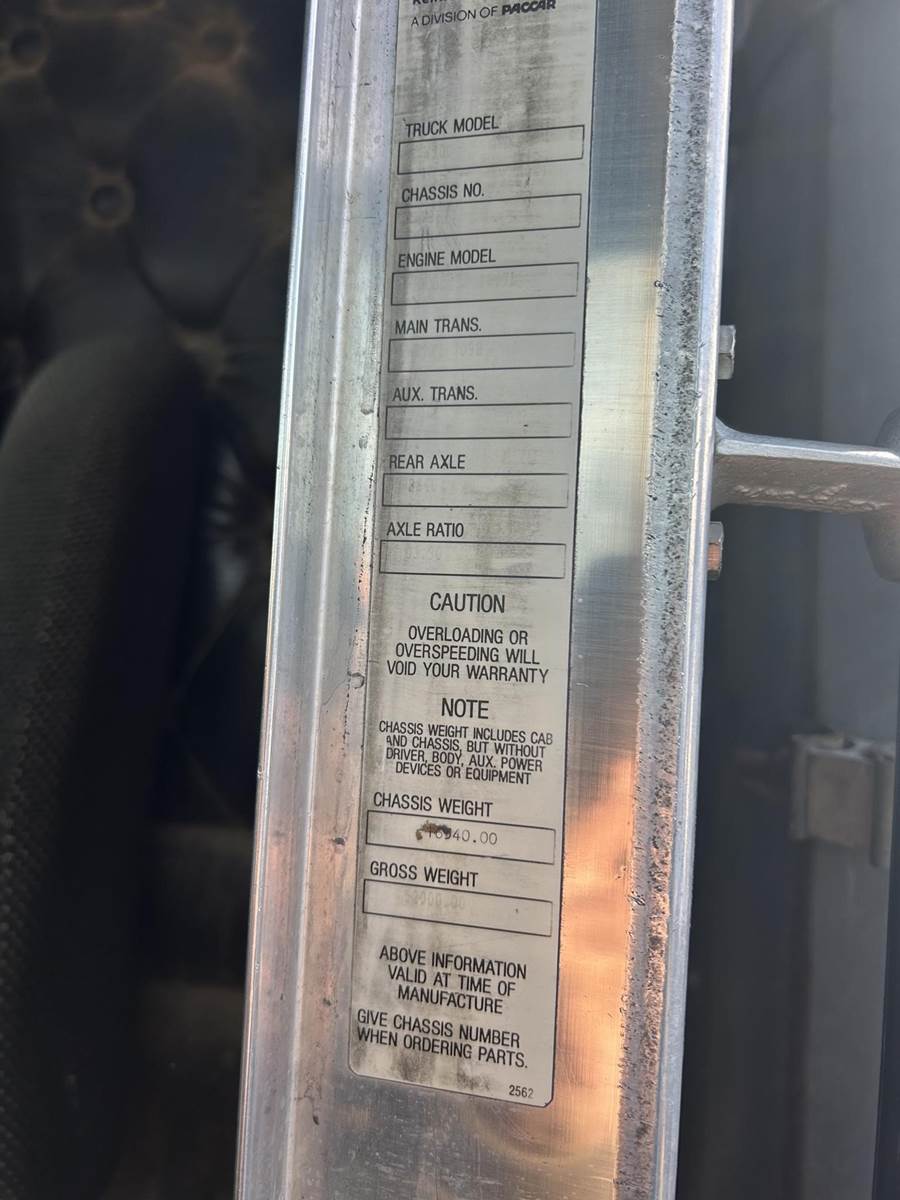 A DIVISION OF PACCAR
TRUCK MODEL
CHASSIS NO.
ENGINE MODEL
MAIN TRANS.
AUX. TRANS.
REAR AXLE
AXLE RATIO
CAUTION
OVERLOADING OR
OVERSPEEDING WILL
VOID YOUR WARRANTY
NOTE
CHASSIS WEIGHT INCLUDES CAB
AND CHASSIS, BUT WITHOUT
DRIVER, BODY, AUX. POWER
DEVICES OR EQUIPMENT
CHASSIS WEIGHT
GROSS WEIGHT
ABOVE INFORMATION
VALID AT TIME OF
MANUFACTURE
GIVE CHASSIS NUMBER
WHEN ORDERING PARTS.
2562